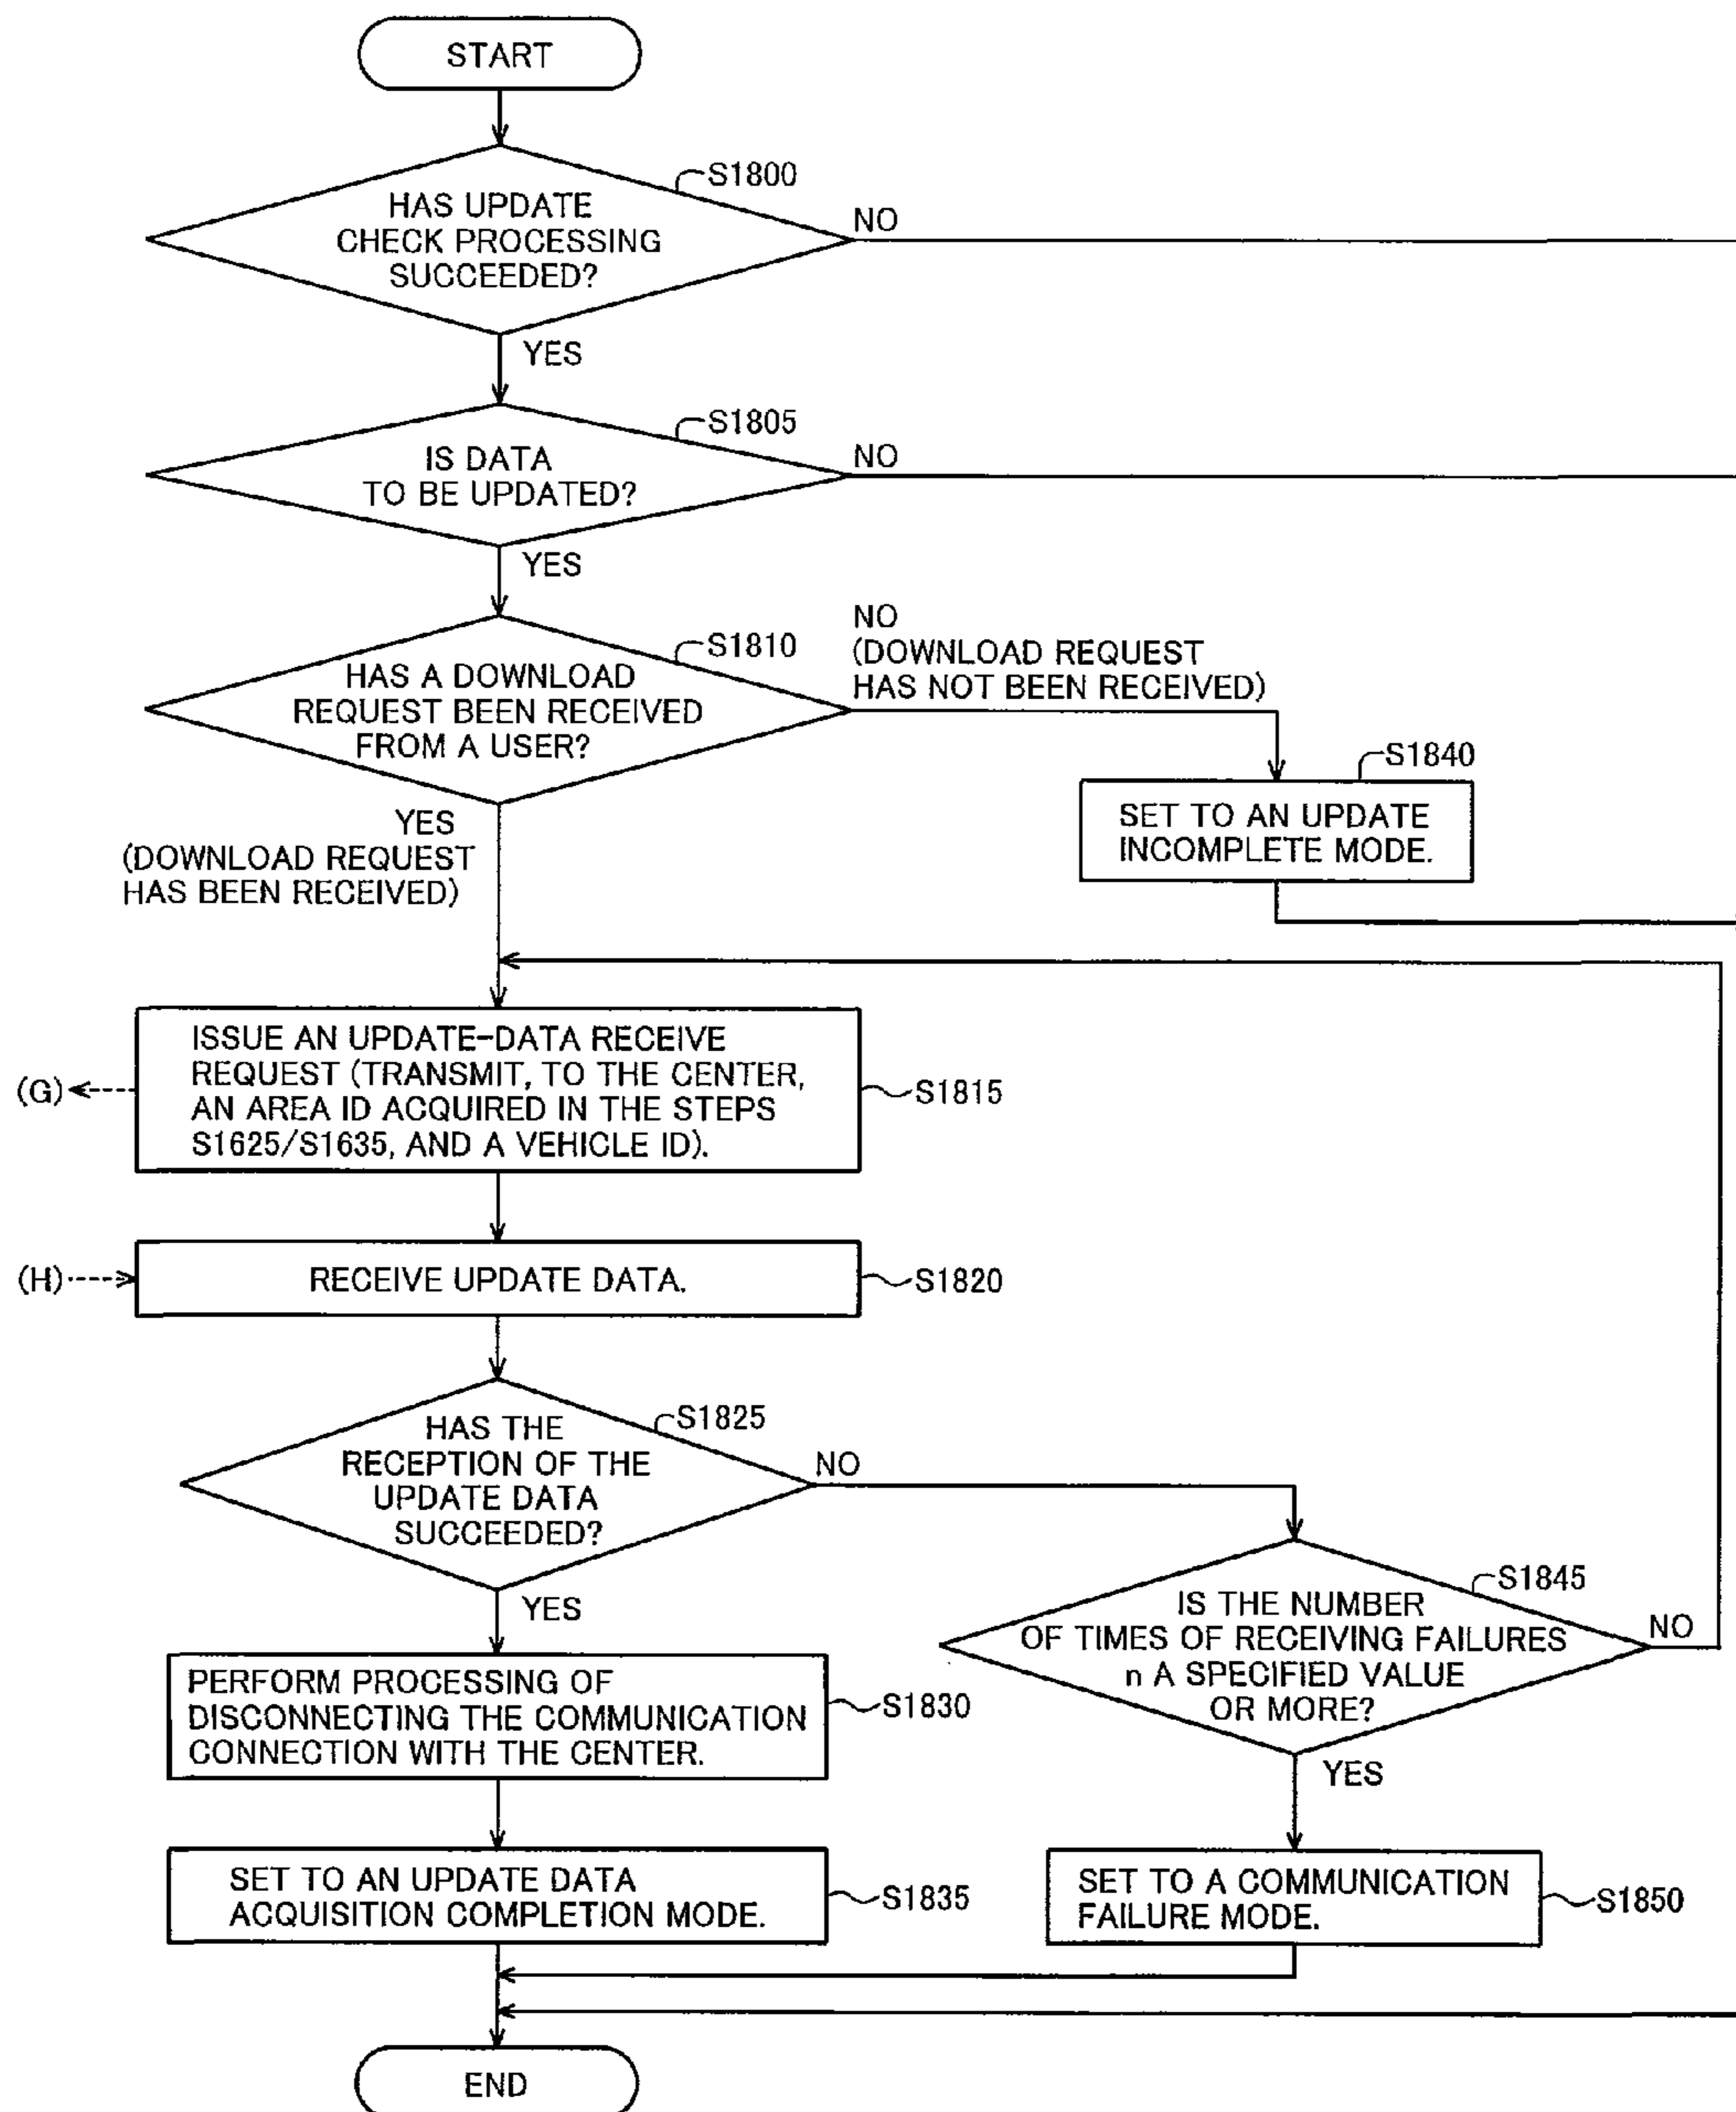 START
S1800
HAS UPDATE
CHECK PROCESSING
SUCCEEDED?
NO
YES
S1805
IS DATA
TO BE UPDATED?
NO
YES
S1810
HAS A DOWNLOAD
REQUEST BEEN RECEIVED
FROM A USER?
NO
(DOWNLOAD REQUEST
HAS NOT BEEN RECEIVED)
S1840
SET TO AN UPDATE
INCOMPLETE MODE.
YES
(DOWNLOAD REQUEST
HAS BEEN RECEIVED)
(G)
ISSUE AN UPDATE-DATA RECEIVE
REQUEST (TRANSMIT, TO THE CENTER,
AN AREA ID ACQUIRED IN THE STEPS
S1625/S1635, AND A VEHICLE ID).
S1815
(H)
RECEIVE UPDATE DATA.
S1820
S1825
HAS THE
RECEPTION OF THE
UPDATE DATA
SUCCEEDED?
NO
YES
S1845
IS THE NUMBER
OF TIMES OF RECEIVING FAILURES
n A SPECIFIED VALUE
OR MORE?
NO
YES
PERFORM PROCESSING OF
DISCONNECTING THE COMMUNICATION
CONNECTION WITH THE CENTER.
S1830
SET TO AN UPDATE DATA
ACQUISITION COMPLETION MODE.
S1835
SET TO A COMMUNICATION
FAILURE MODE.
S1850
END